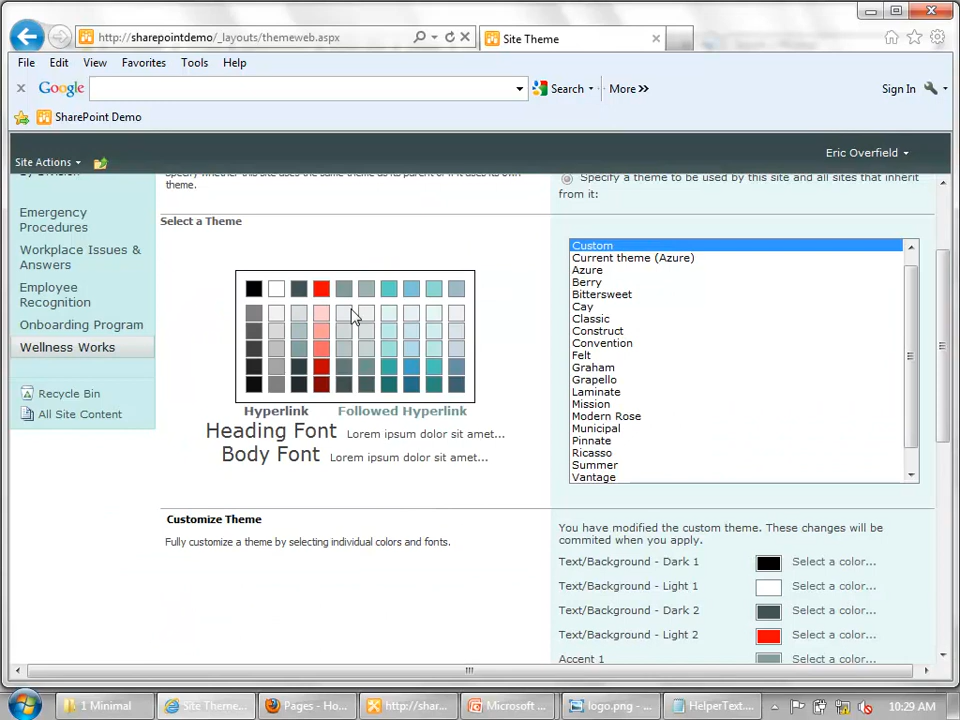 http://sharepointdemo/_layouts/themeweb.aspx
Site Theme
File Edit View Favorites Tools Help
Google Search More »
Sign In
SharePoint Demo
Site Actions
Eric Overfield
Emergency
Procedures
Workplace Issues &
Answers
Employee
Recognition
Onboarding Program
Wellness Works
Recycle Bin
All Site Content
theme.
Specify a theme to be used by this site and all sites that inherit
from it:
Select a Theme
Hyperlink Followed Hyperlink
Heading Font Lorem ipsum dolor sit amet...
Body Font Lorem ipsum dolor sit amet...
Custom
Current theme (Azure)
Azure
Berry
Bittersweet
Cay
Classic
Construct
Convention
Felt
Graham
Grapello
Laminate
Mission
Modern Rose
Municipal
Pinnate
Ricasso
Summer
Vantage
Customize Theme
Fully customize a theme by selecting individual colors and fonts.
You have modified the custom theme. These changes will be
commited when you apply.
Text/Background - Dark 1 Select a color...
Text/Background - Light 1 Select a color...
Text/Background - Dark 2 Select a color...
Text/Background - Light 2 Select a color...
Accent 1 Select a color...
1 Minimal
Site Theme...
Pages - Ho...
http://shar...
Microsoft ...
logo.png - ...
HelperText...
10:29 AM